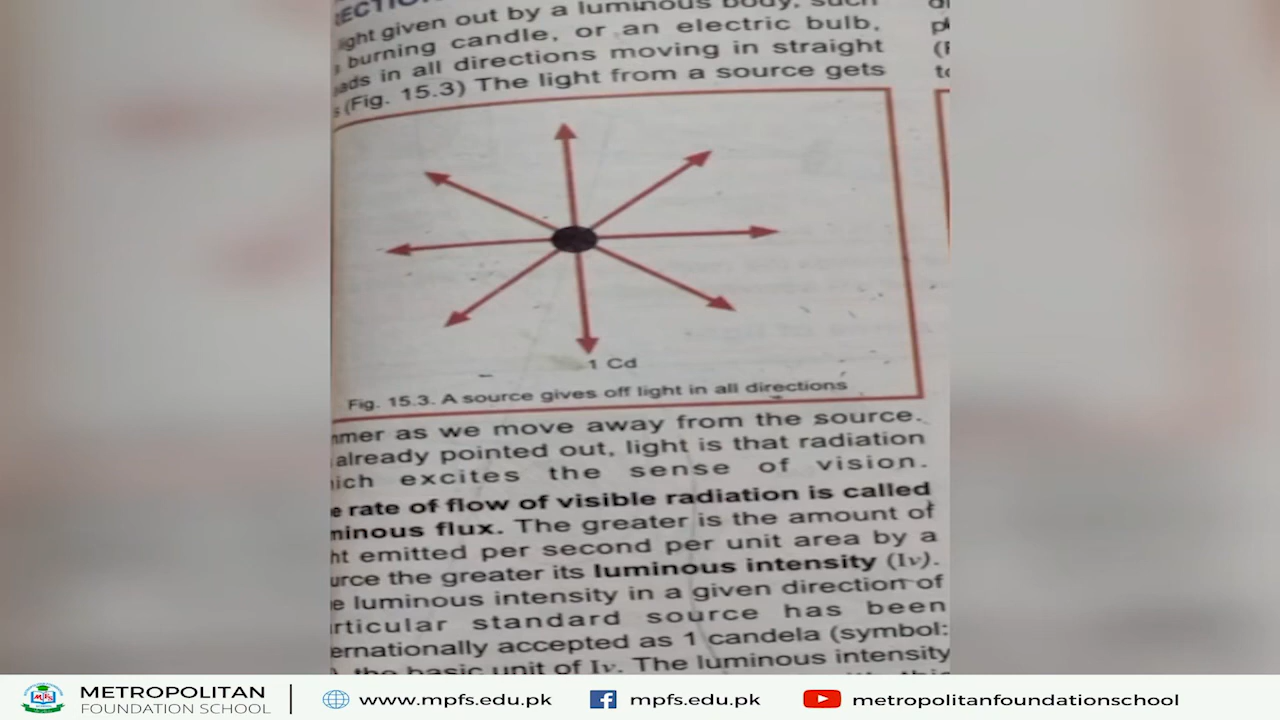 light given out by a luminous body, such
burning candle, or an electric bulb,
in all directions moving in straight
(Fig. 15.3) The light from a source gets
1 Cd
Fig. 15.3. A source gives off light in all directions
as we move away from the source.
already pointed out, light is that radiation
excites the sense of vision.
rate of flow of visible radiation is called
flux. The greater is the amount of
emitted per second per unit area by a
the greater its luminous intensity (Iv).
luminous intensity in a given direction of
standard source has been
accepted as 1 candela (symbol:
the basic unit of Iv. The luminous intensity
METROPOLITAN
FOUNDATION SCHOOL
www.mpfs.edu.pk
mpfs.edu.pk
metropolitanfoundationschool